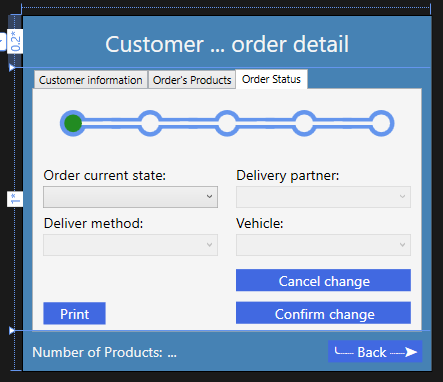 0.2*
Customer ... order detail
Customer information Order's Products Order Status
Order current state: Delivery partner:
1*
Deliver method: Vehicle:
Cancel change
Print Confirm change
Number of Products: ... Back